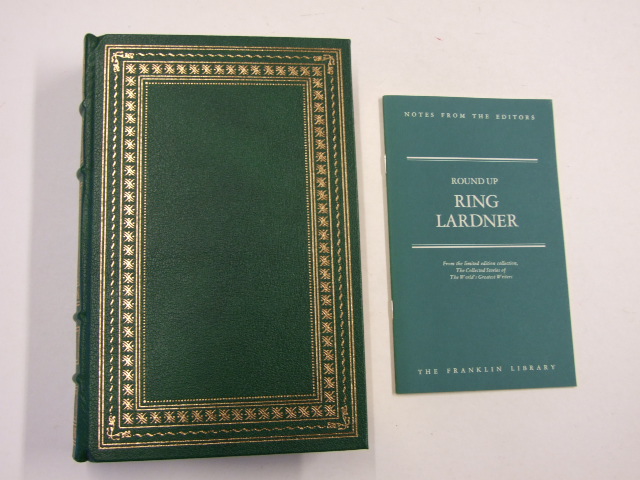 NOTES FROM THE EDITORS
ROUND UP
RING
LARDNER
From the limited edition collection,
The Collected Stories of
The World's Greatest Writers
THE FRANKLIN LIBRARY